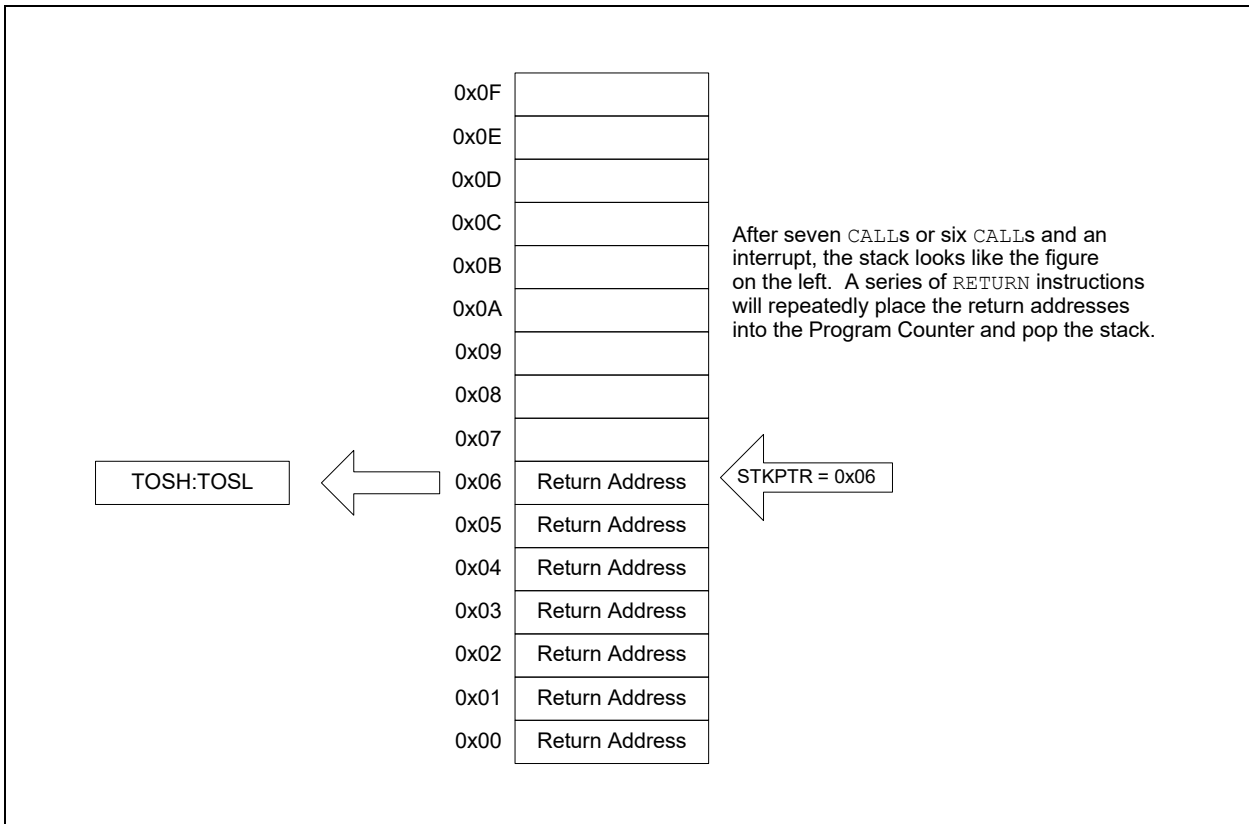 0x0F
0x0E
0x0D
0x0C
0x0B
0x0A
0x09
0x08
0x07
After seven CALLs or six CALLs and an
interrupt, the stack looks like the figure
on the left. A series of RETURN instructions
will repeatedly place the return addresses
into the Program Counter and pop the stack.
TOSH:TOSL
0x06 Return Address
STKPTR = 0x06
0x05 Return Address
0x04 Return Address
0x03 Return Address
0x02 Return Address
0x01 Return Address
0x00 Return Address